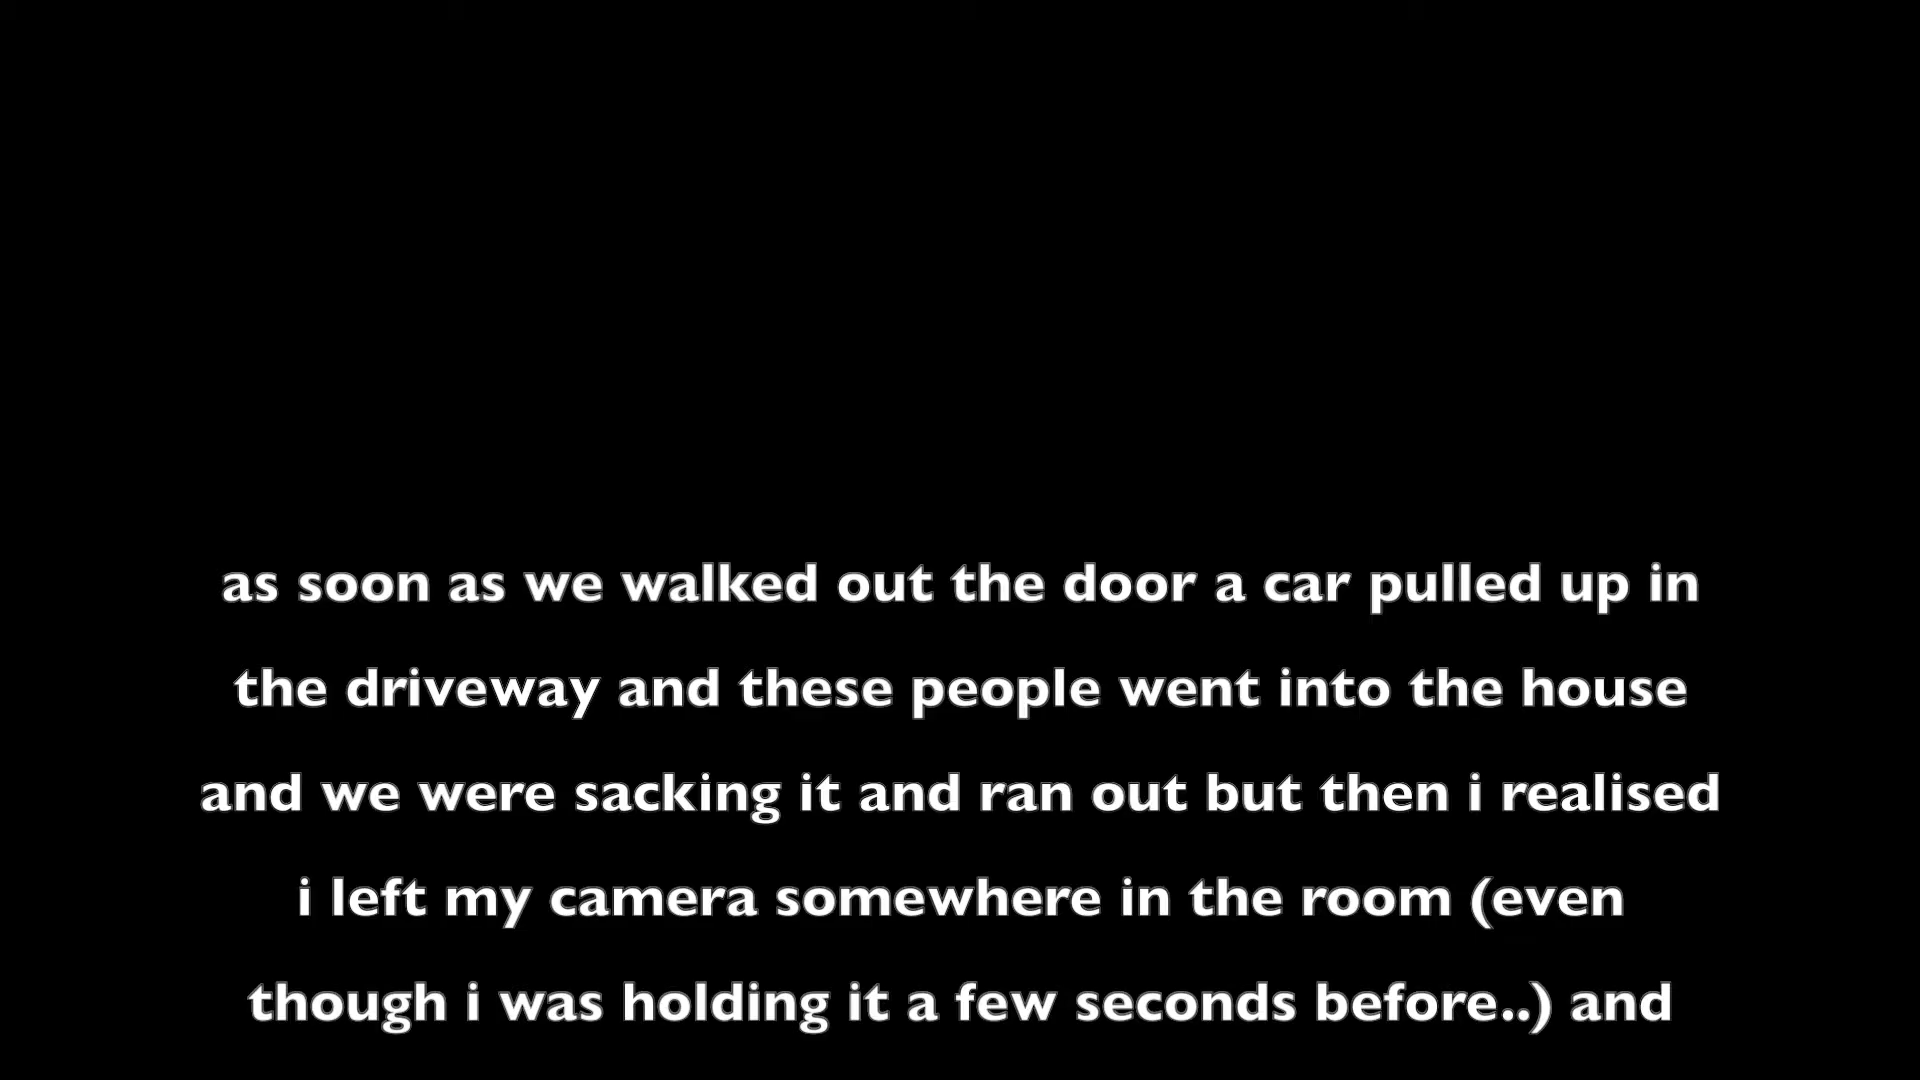 as soon as we walked out the door a car pulled up in
the driveway and these people went into the house
and we were sacking it and ran out but then i realised
i left my camera somewhere in the room (even
though i was holding it a few seconds before..) and